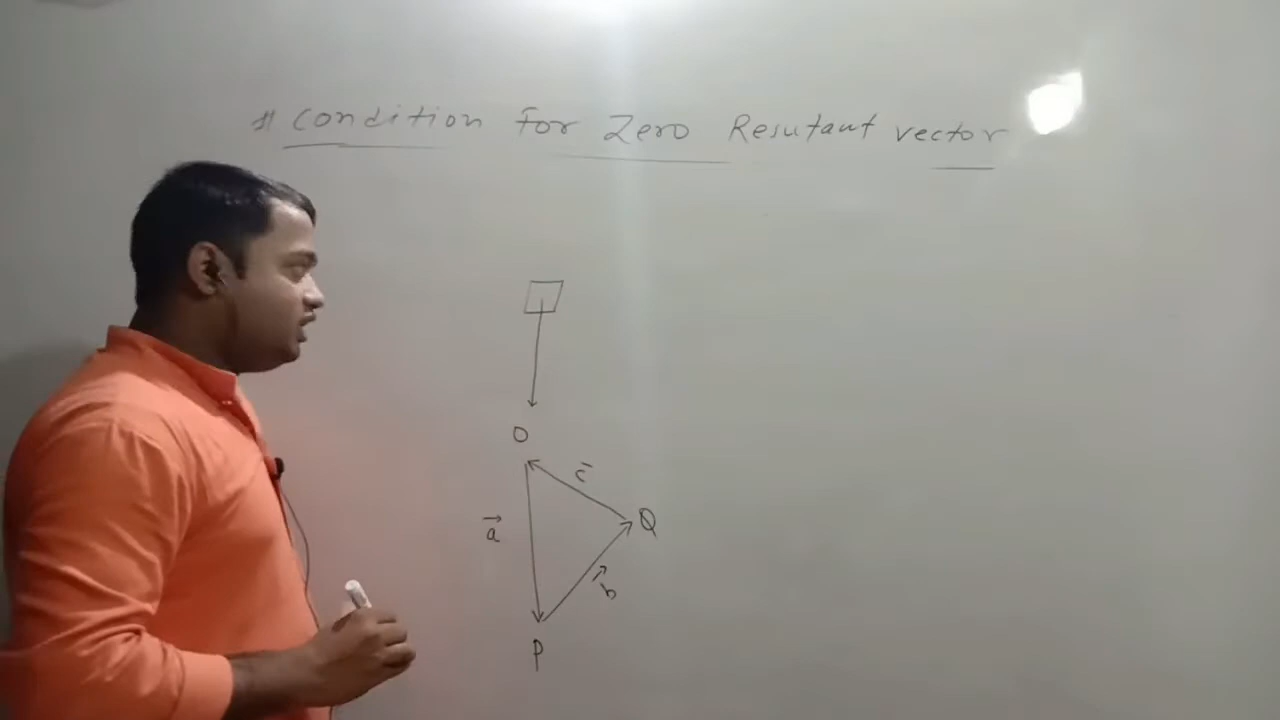 # Condition For Zero Resutant vector
O
c⃗
a⃗
Q
b⃗
P